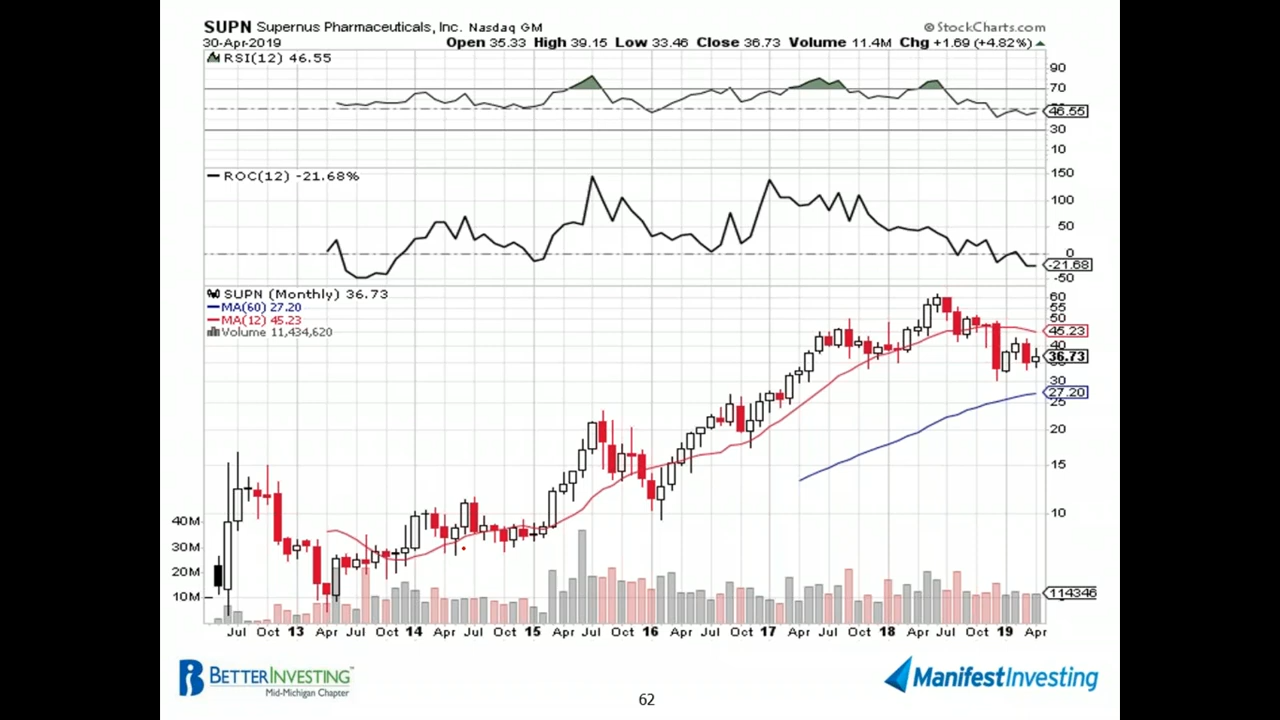 SUPN Supernus Pharmaceuticals, Inc. Nasdaq GM © StockCharts.com
30-Apr-2019 Open 35.33 High 39.15 Low 33.46 Close 36.73 Volume 11.4M Chg +1.69 (+4.82%)
RSI(12) 46.55
90
70
46.55
30
10
ROC(12) -21.68%
150
100
50
0
-21.68
-50
SUPN (Monthly) 36.73
MA(60) 27.20
MA(12) 45.23
Volume 11,434,620
60
55
50
45.23
40
36.73
30
27.20
25
20
15
10
40M
30M
20M
10M
114346
Jul Oct 13 Apr Jul Oct 14 Apr Jul Oct 15 Apr Jul Oct 16 Apr Jul Oct 17 Apr Jul Oct 18 Apr Jul Oct 19 Apr
BETTERINVESTING™
Mid-Michigan Chapter
62
ManifestInvesting